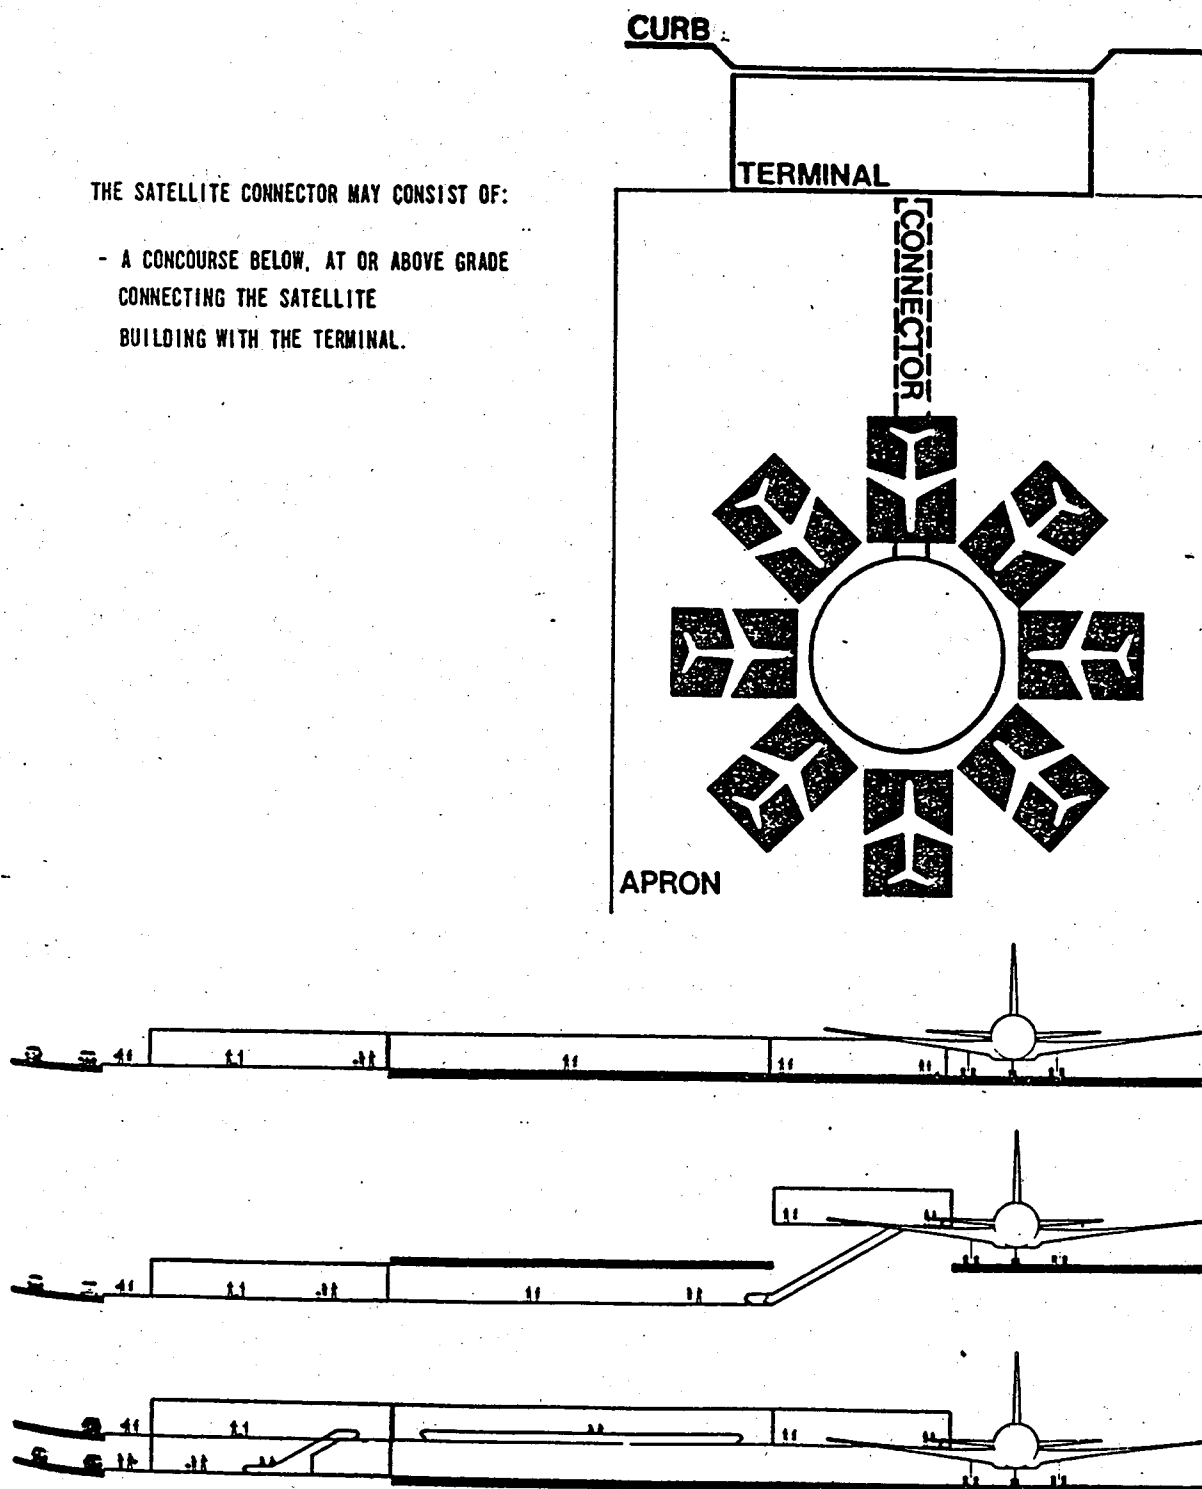 CURB
TERMINAL
THE SATELLITE CONNECTOR MAY CONSIST OF:
- A CONCOURSE BELOW, AT OR ABOVE GRADE
CONNECTING THE SATELLITE
BUILDING WITH THE TERMINAL.
CONNECTOR
APRON